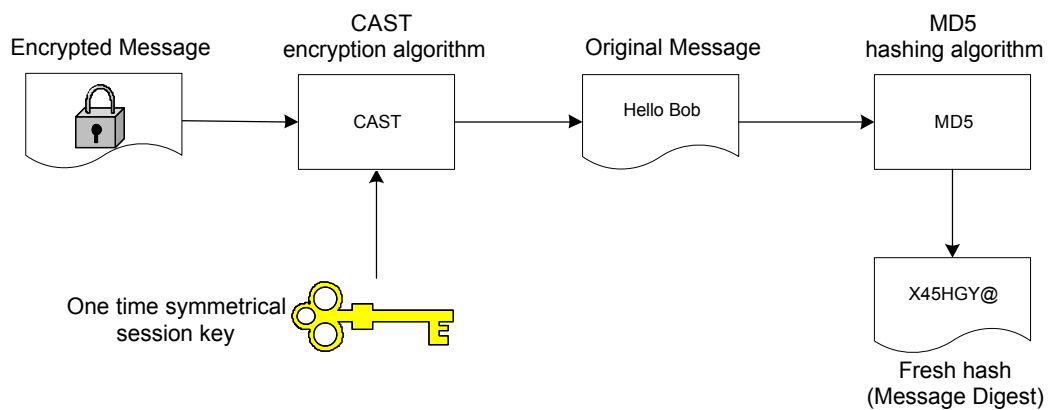 Encrypted Message
CAST
encryption algorithm
Original Message
MD5
hashing algorithm
CAST
Hello Bob
MD5
One time symmetrical
session key
X45HGY@
Fresh hash
(Message Digest)